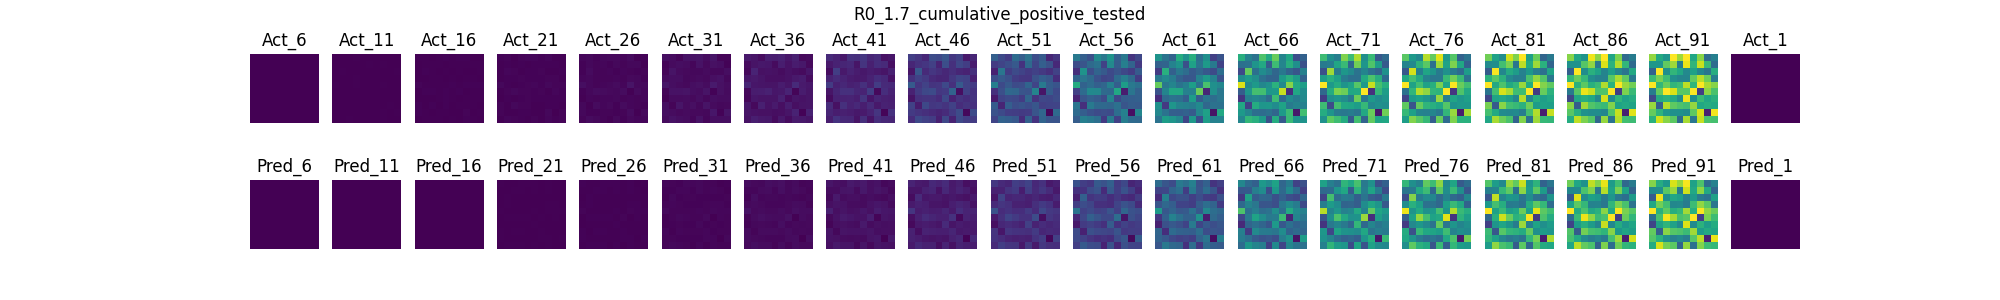 R0_1.7_cumulative_positive_tested
Act_6 Act_11 Act_16 Act_21 Act_26 Act_31 Act_36 Act_41 Act_46 Act_51 Act_56 Act_61 Act_66 Act_71 Act_76 Act_81 Act_86 Act_91 Act_1
Pred_6 Pred_11 Pred_16 Pred_21 Pred_26 Pred_31 Pred_36 Pred_41 Pred_46 Pred_51 Pred_56 Pred_61 Pred_66 Pred_71 Pred_76 Pred_81 Pred_86 Pred_91 Pred_1